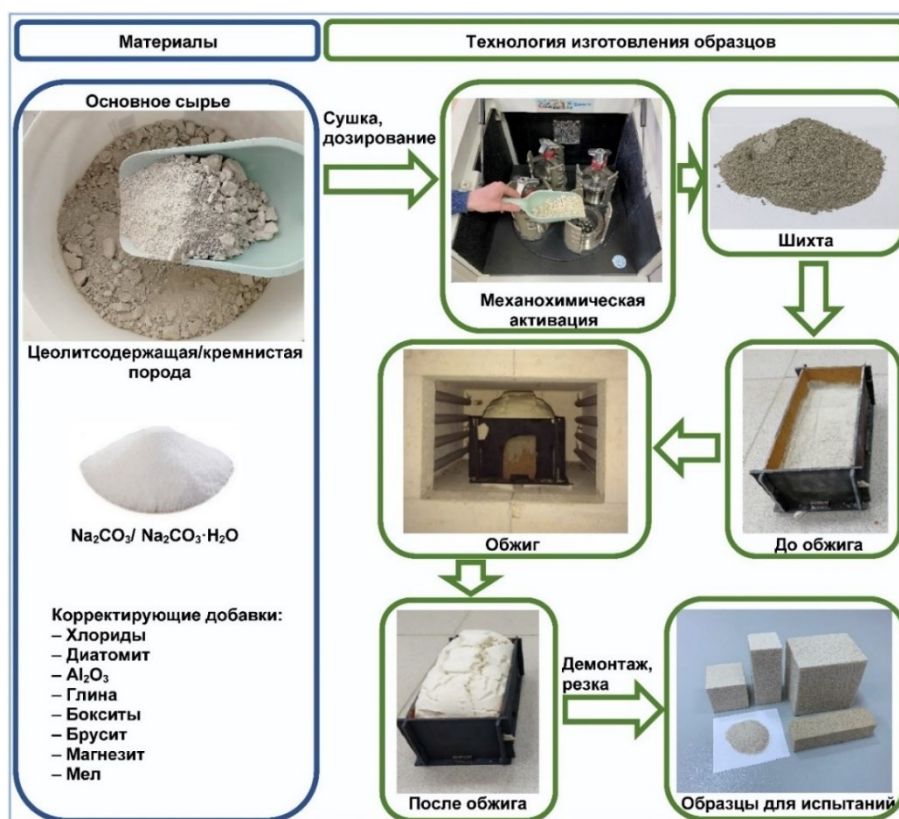 Материалы
Технология изготовления образцов
Основное сырье
Цеолитсодержащая/кремнистая
порода
Na₂CO₃/ Na₂CO₃·H₂O
Корректирующие добавки:
– Хлориды
– Диатомит
– Al₂O₃
– Глина
– Бокситы
– Брусит
– Магнезит
– Мел
Сушка,
дозирование
Механохимическая
активация
Шихта
До обжига
Обжиг
После обжига
Демонтаж,
резка
Образцы для испытаний